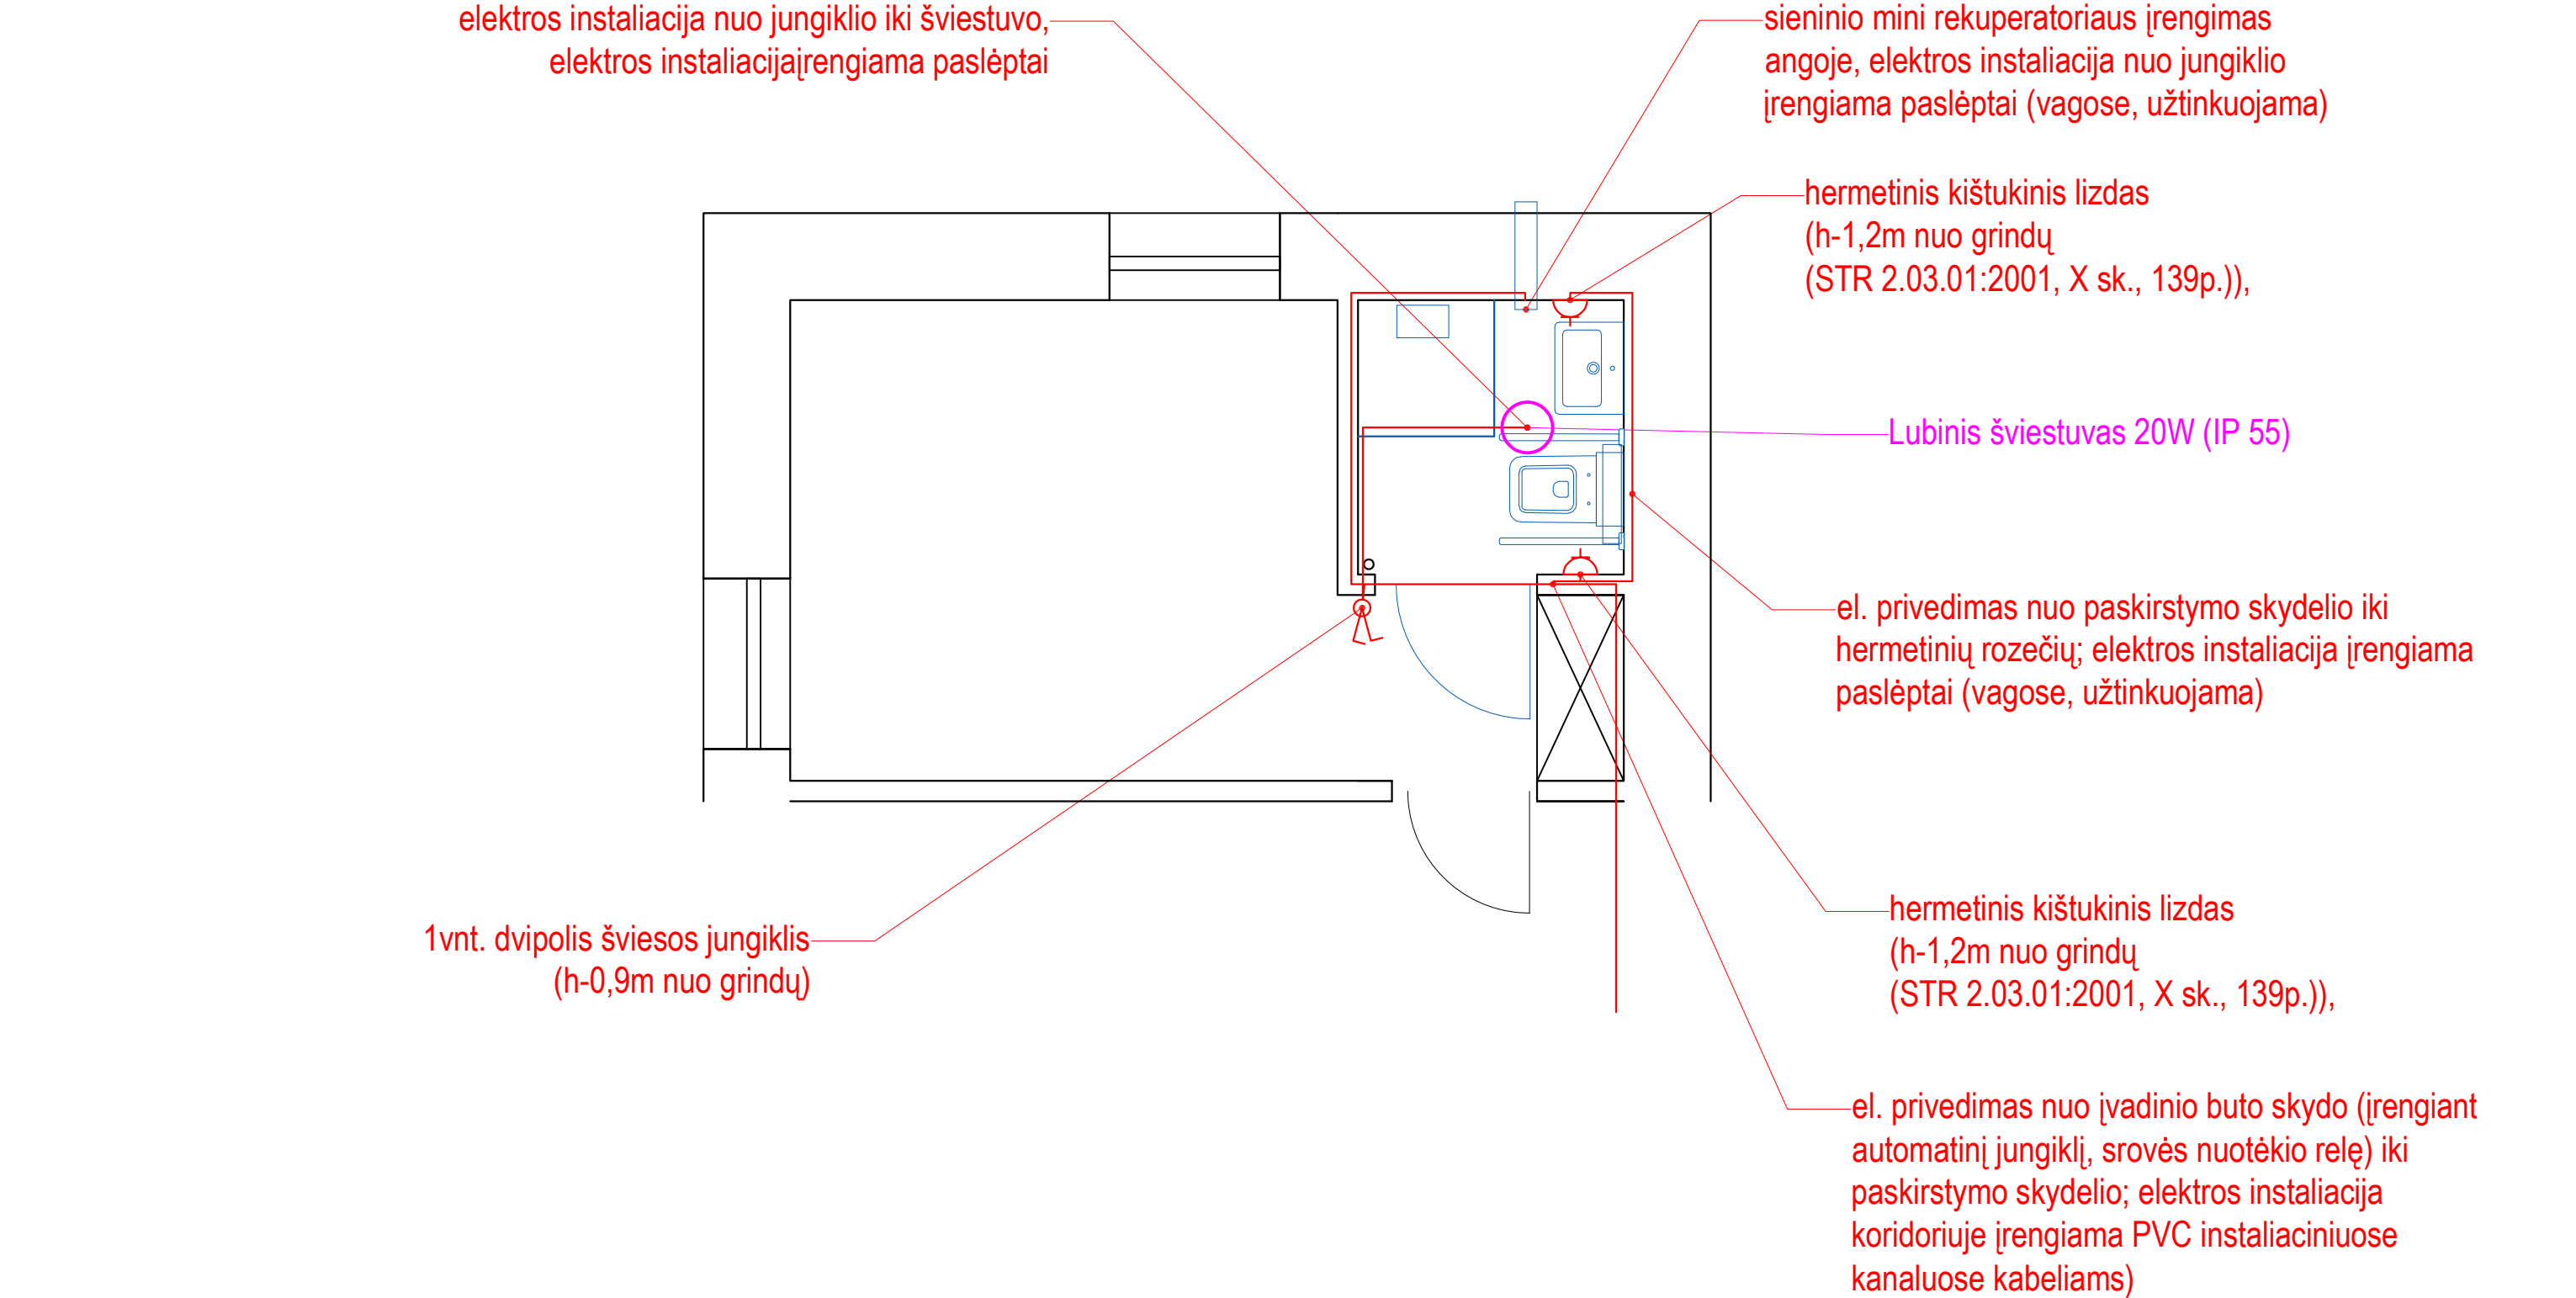 elektros instaliacija nuo jungiklio iki šviestuvo,
elektros instaliacijaįrengiama paslėptai
sieninio mini rekuperatoriaus įrengimas
angoje, elektros instaliacija nuo jungiklio
įrengiama paslėptai (vagose, užtinkuojama)
hermetinis kištukinis lizdas
(h-1,2m nuo grindų
(STR 2.03.01:2001, X sk., 139p.)),
Lubinis šviestuvas 20W (IP 55)
el. privedimas nuo paskirstymo skydelio iki
hermetinių rozečių; elektros instaliacija įrengiama
paslėptai (vagose, užtinkuojama)
1vnt. dvipolis šviesos jungiklis
(h-0,9m nuo grindų)
hermetinis kištukinis lizdas
(h-1,2m nuo grindų
(STR 2.03.01:2001, X sk., 139p.)),
el. privedimas nuo įvadinio buto skydo (įrengiant
automatinį jungiklį, srovės nuotėkio relę) iki
paskirstymo skydelio; elektros instaliacija
koridoriuje įrengiama PVC instaliaciniuose
kanaluose kabeliams)